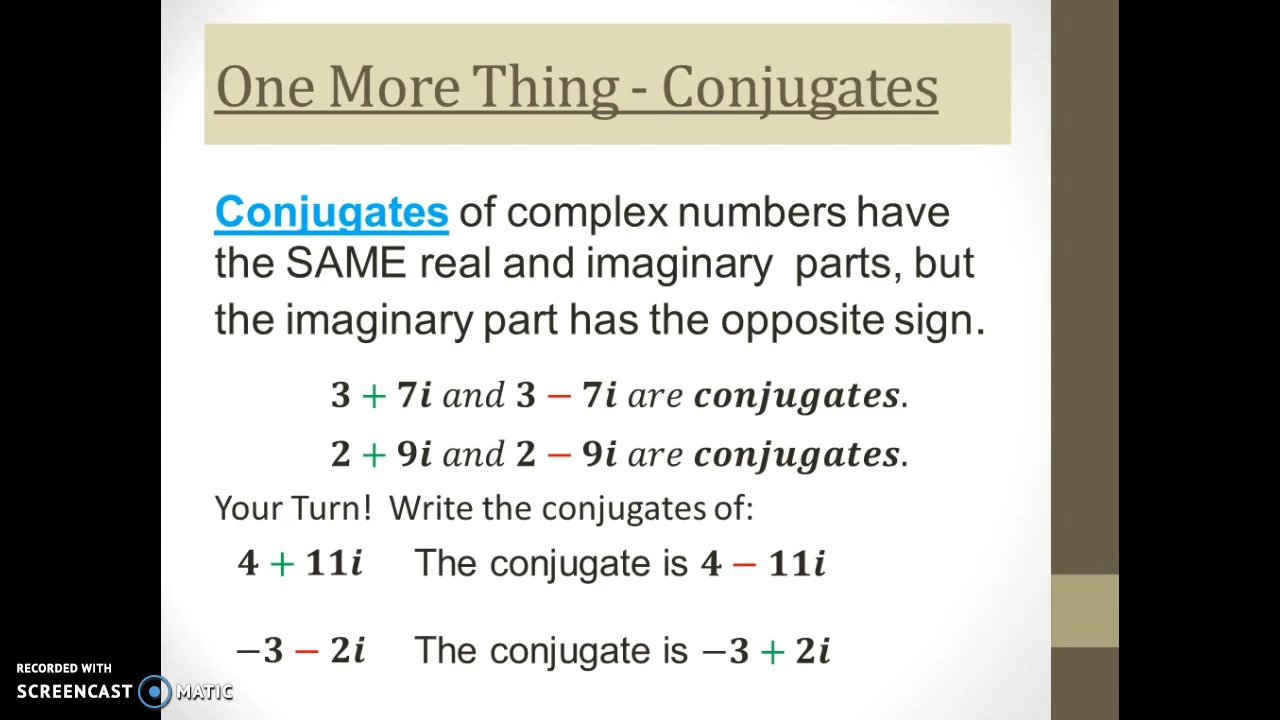 One More Thing - Conjugates
Conjugates of complex numbers have
the SAME real and imaginary parts, but
the imaginary part has the opposite sign.
3 + 7i and 3 − 7i are conjugates.
2 + 9i and 2 − 9i are conjugates.
Your Turn! Write the conjugates of:
4 + 11i The conjugate is 4 − 11i
−3 − 2i The conjugate is −3 + 2i
RECORDED WITH
SCREENCAST MATIC